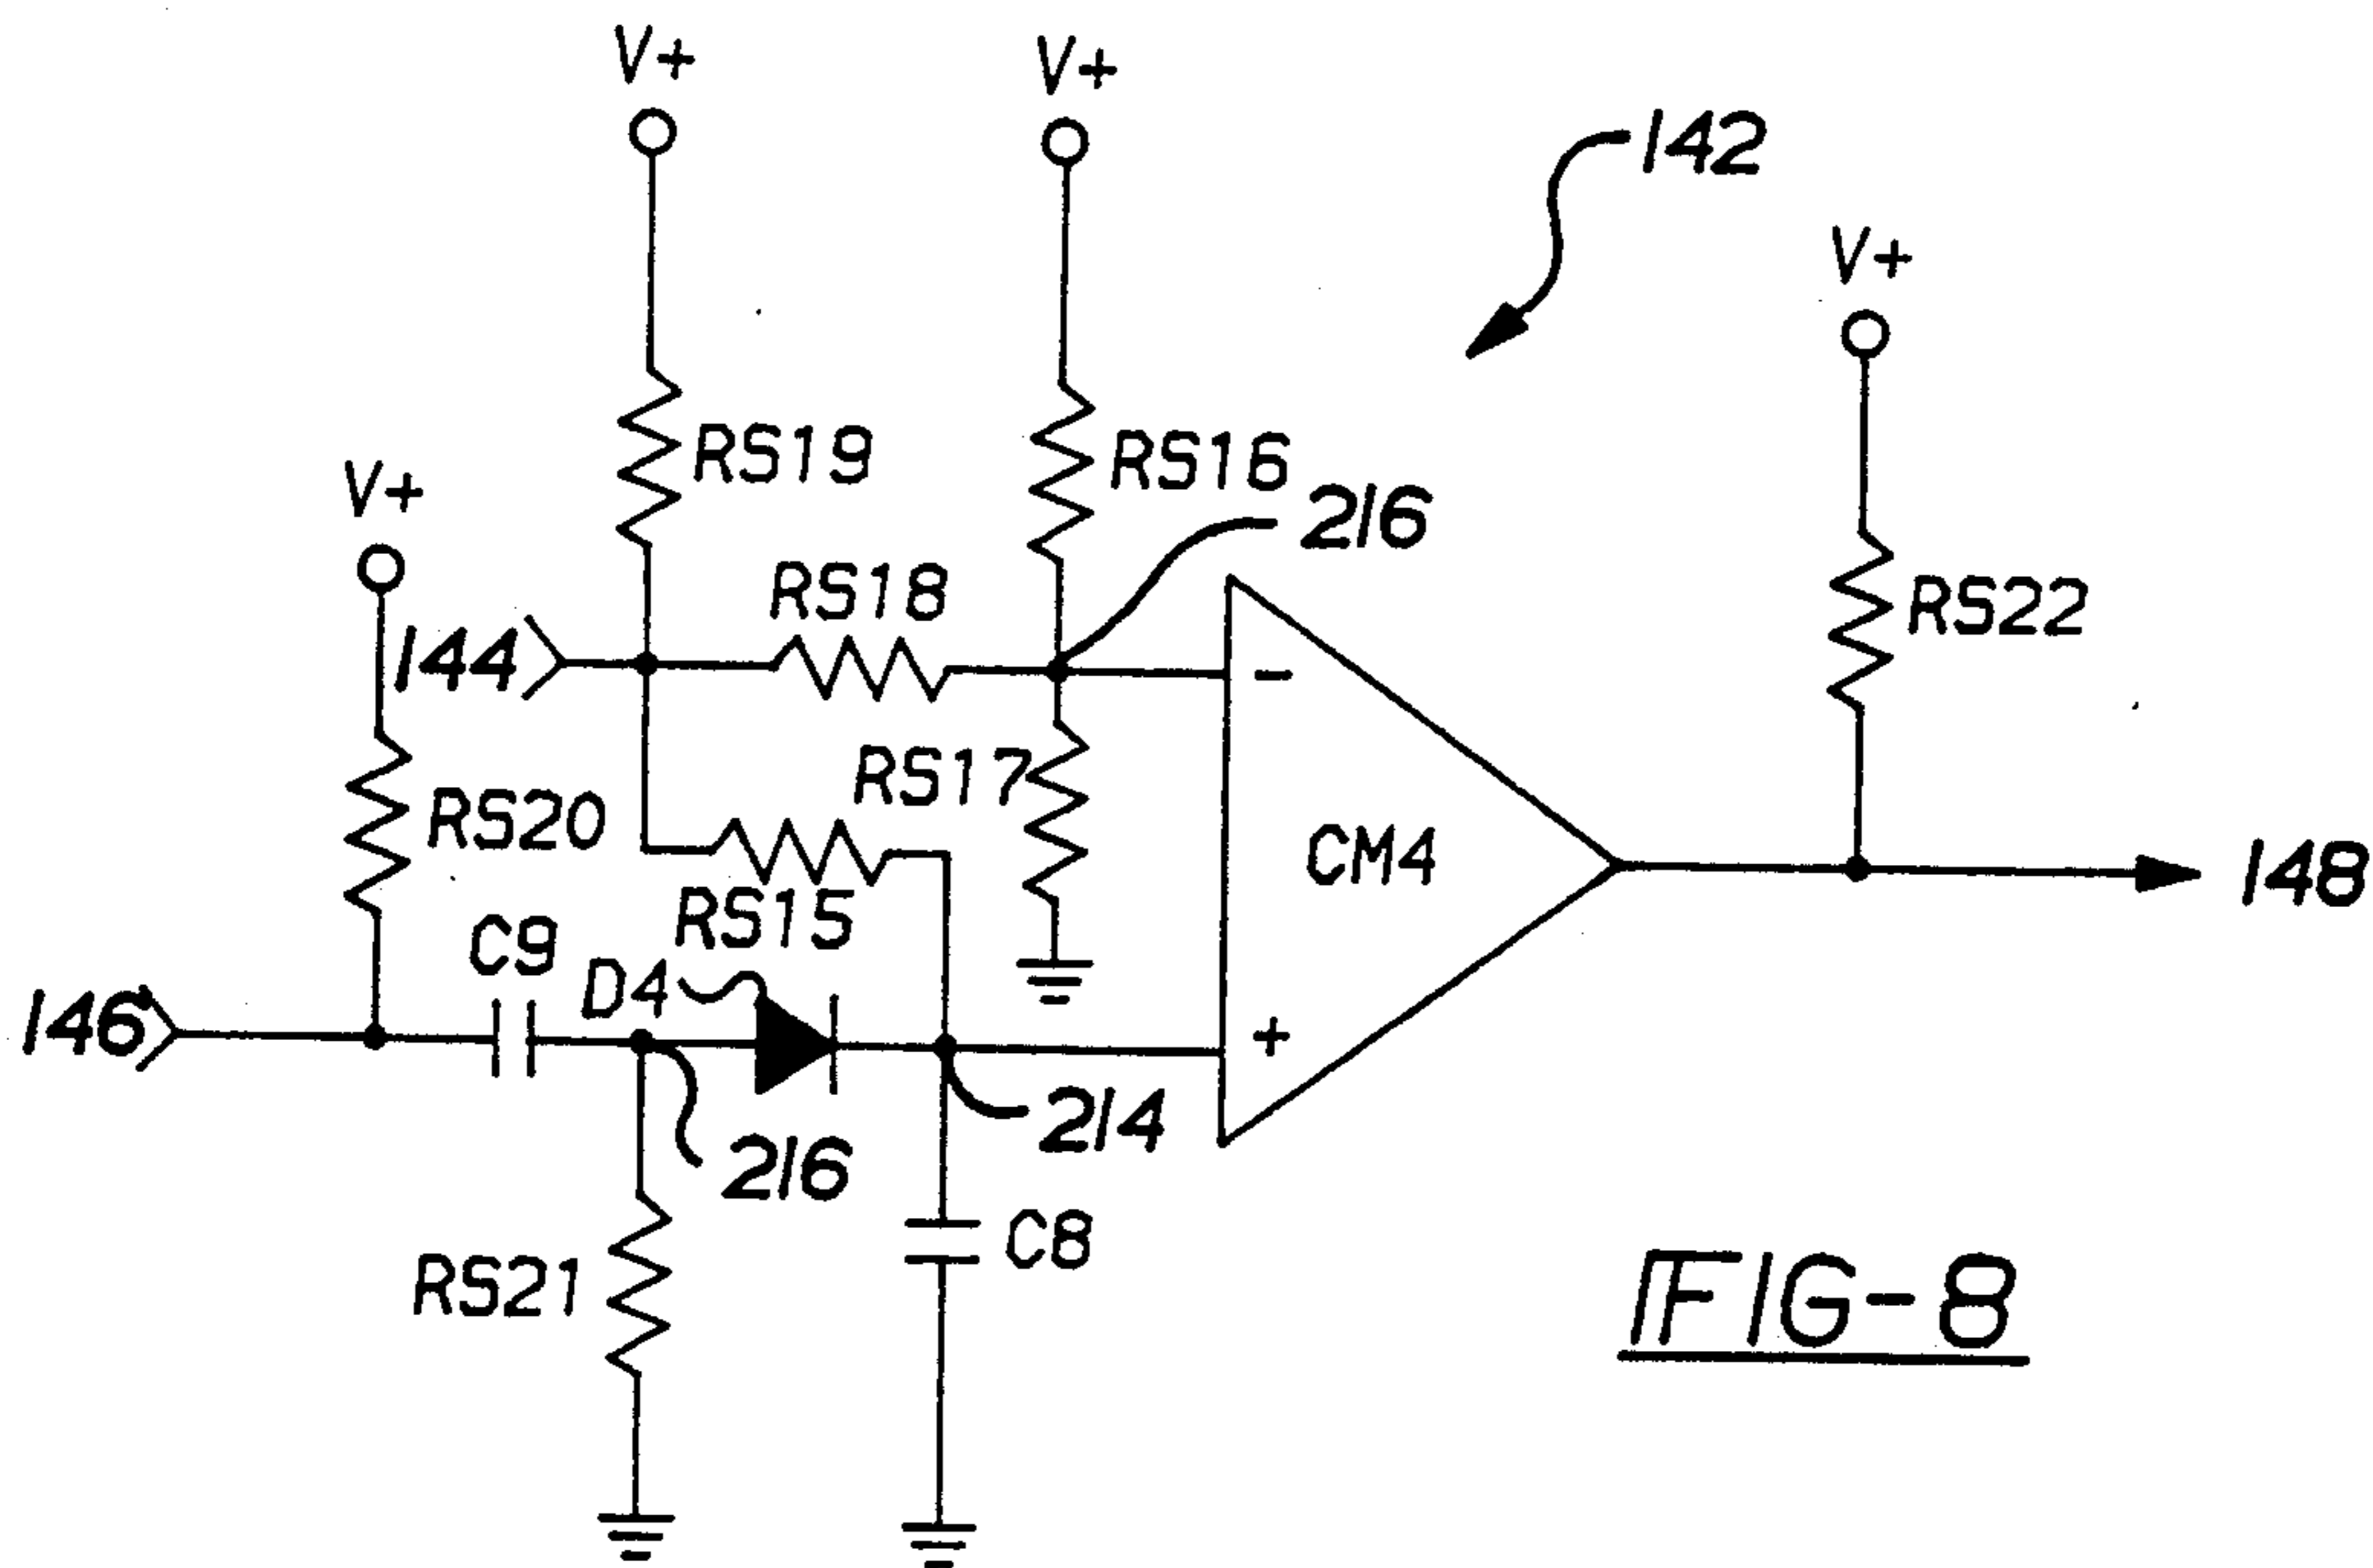 V+
V+
142
V+
RS19
RS16
V+
216
RS18
RS22
144
RS17
RS20
CM4
-
148
RS15
C9
D4
146
+
214
216
C8
RS21
FIG-8